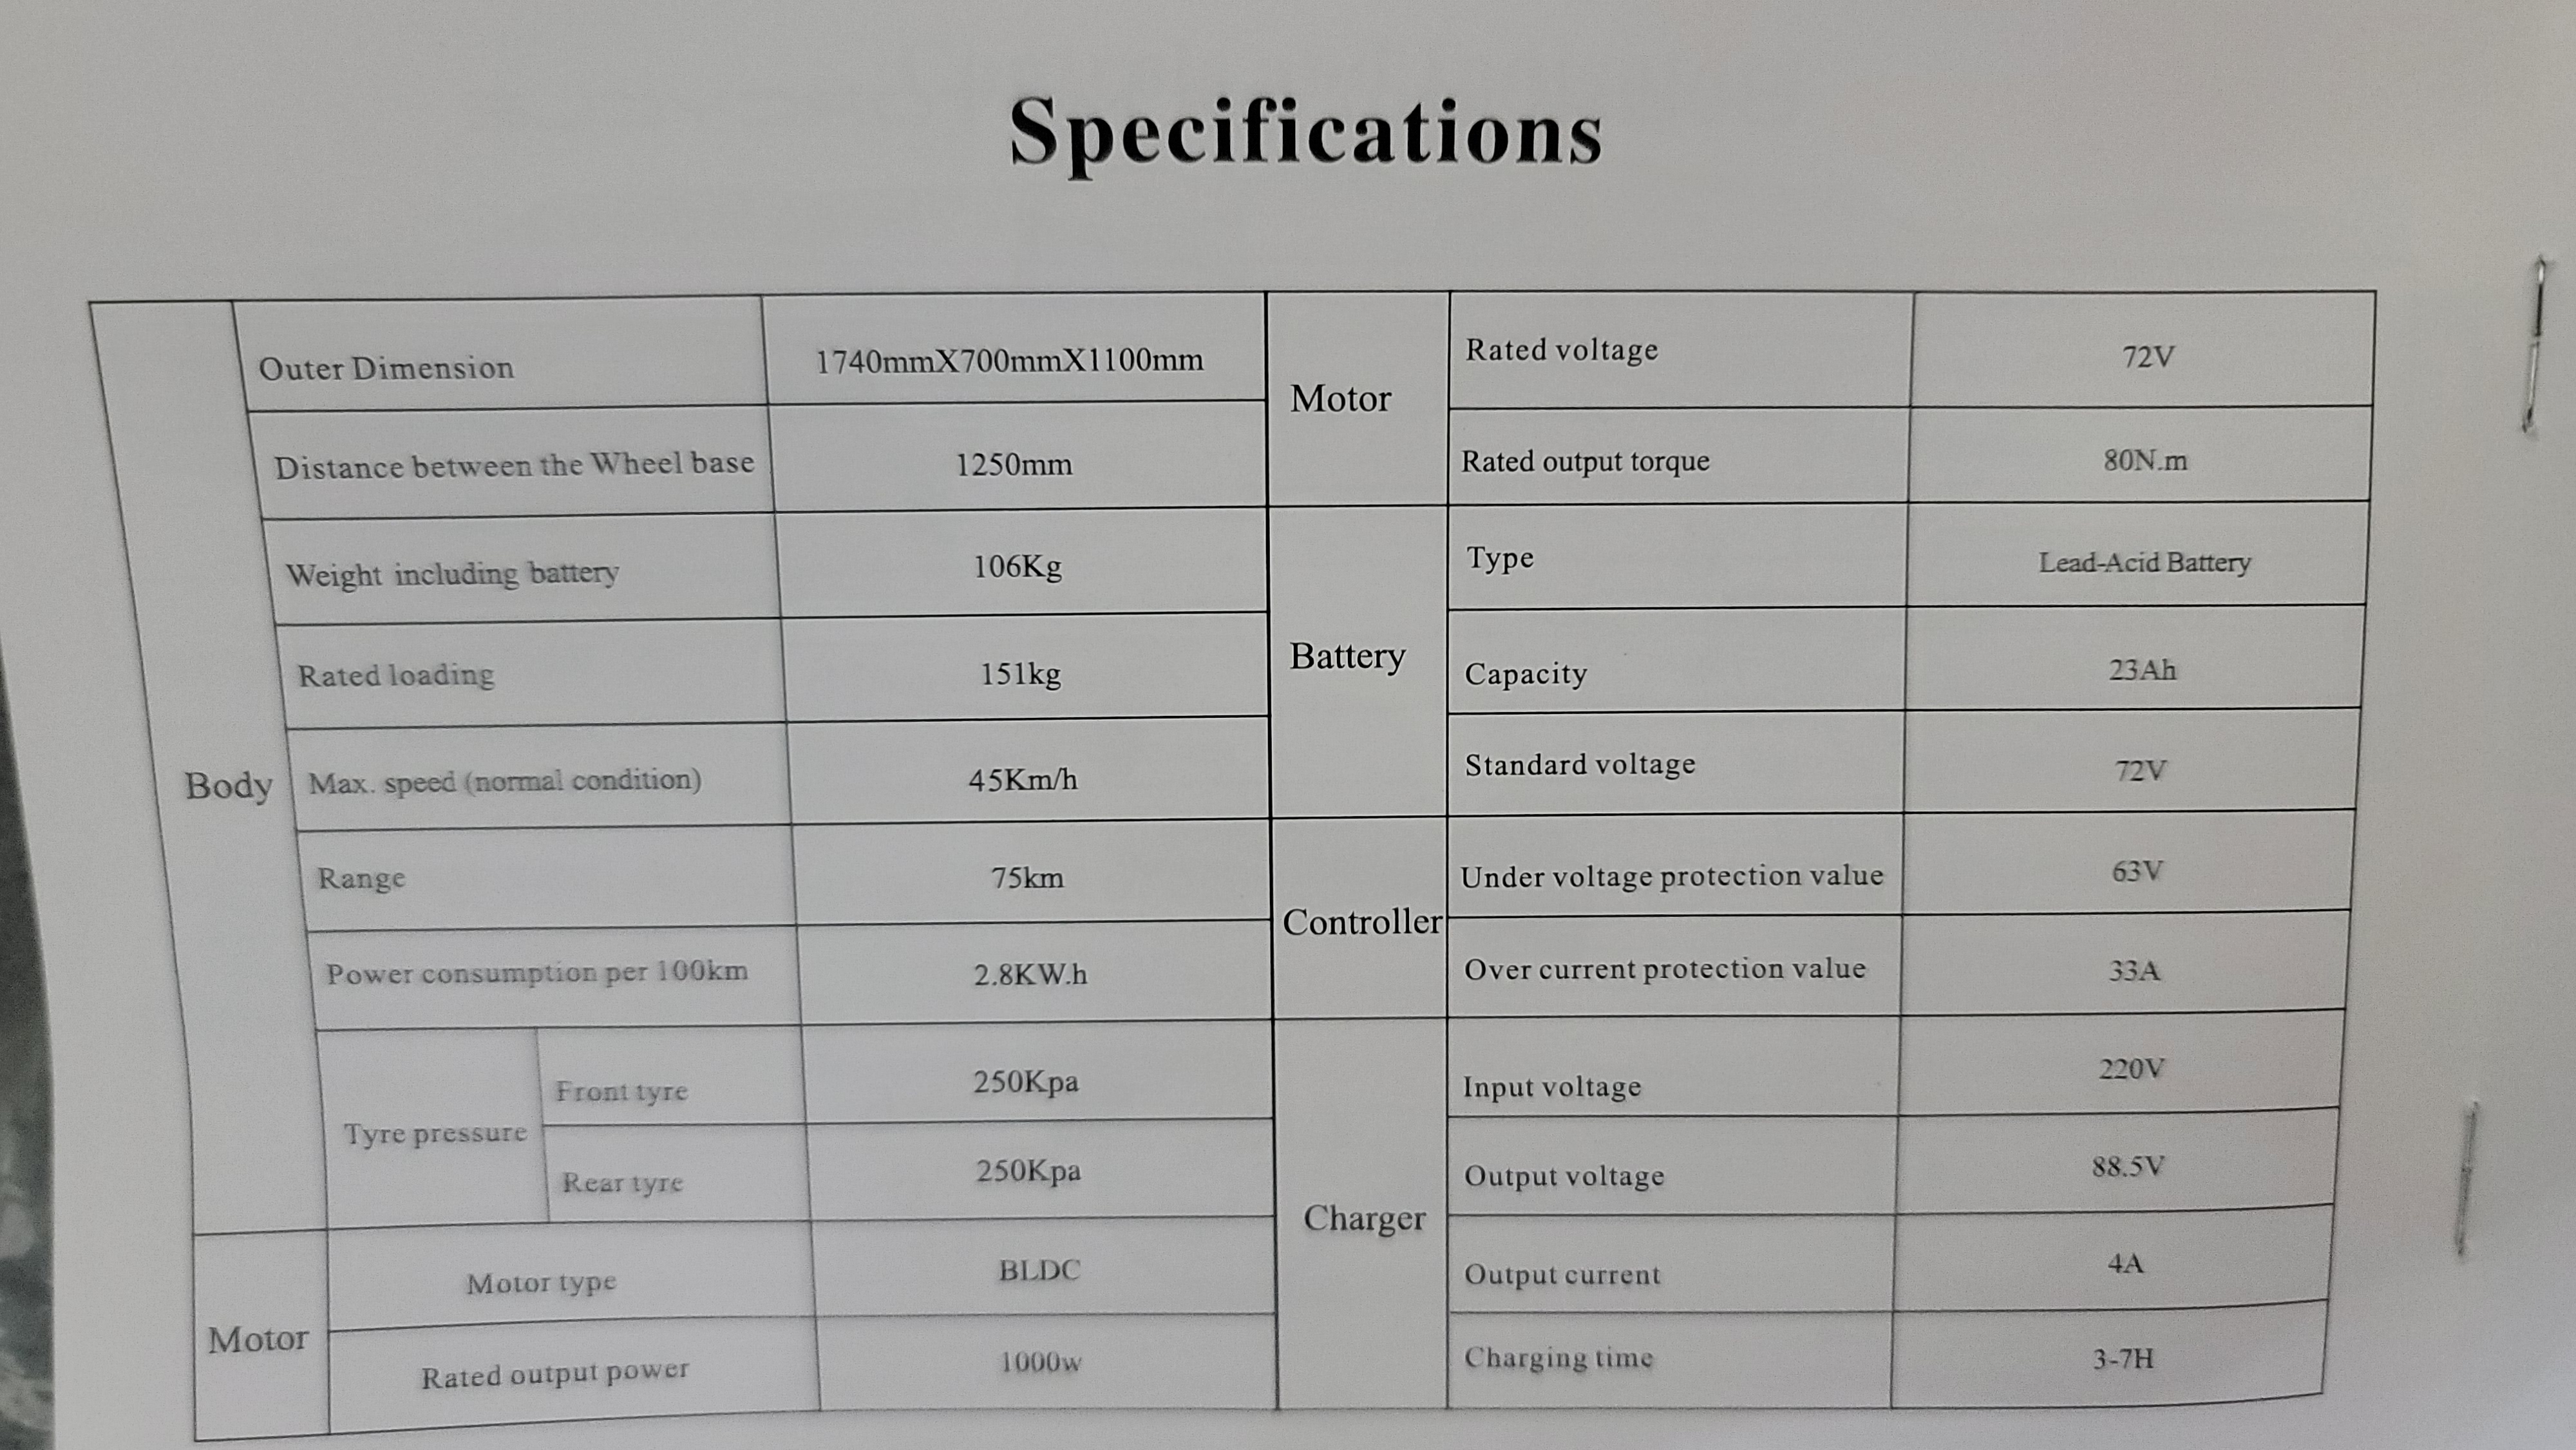 Specifications
Body
Outer Dimension 1740mmX700mmX1100mm
Distance between the Wheel base 1250mm
Weight including battery 106Kg
Rated loading 151kg
Max. speed (normal condition) 45Km/h
Range 75km
Power consumption per 100km 2.8KW.h
Tyre pressure
Front tyre 250Kpa
Rear tyre 250Kpa
Motor
Motor type BLDC
Rated output power 1000w
Motor
Rated voltage 72V
Rated output torque 80N.m
Battery
Type Lead-Acid Battery
Capacity 23Ah
Standard voltage 72V
Controller
Under voltage protection value 63V
Over current protection value 33A
Charger
Input voltage 220V
Output voltage 88.5V
Output current 4A
Charging time 3-7H